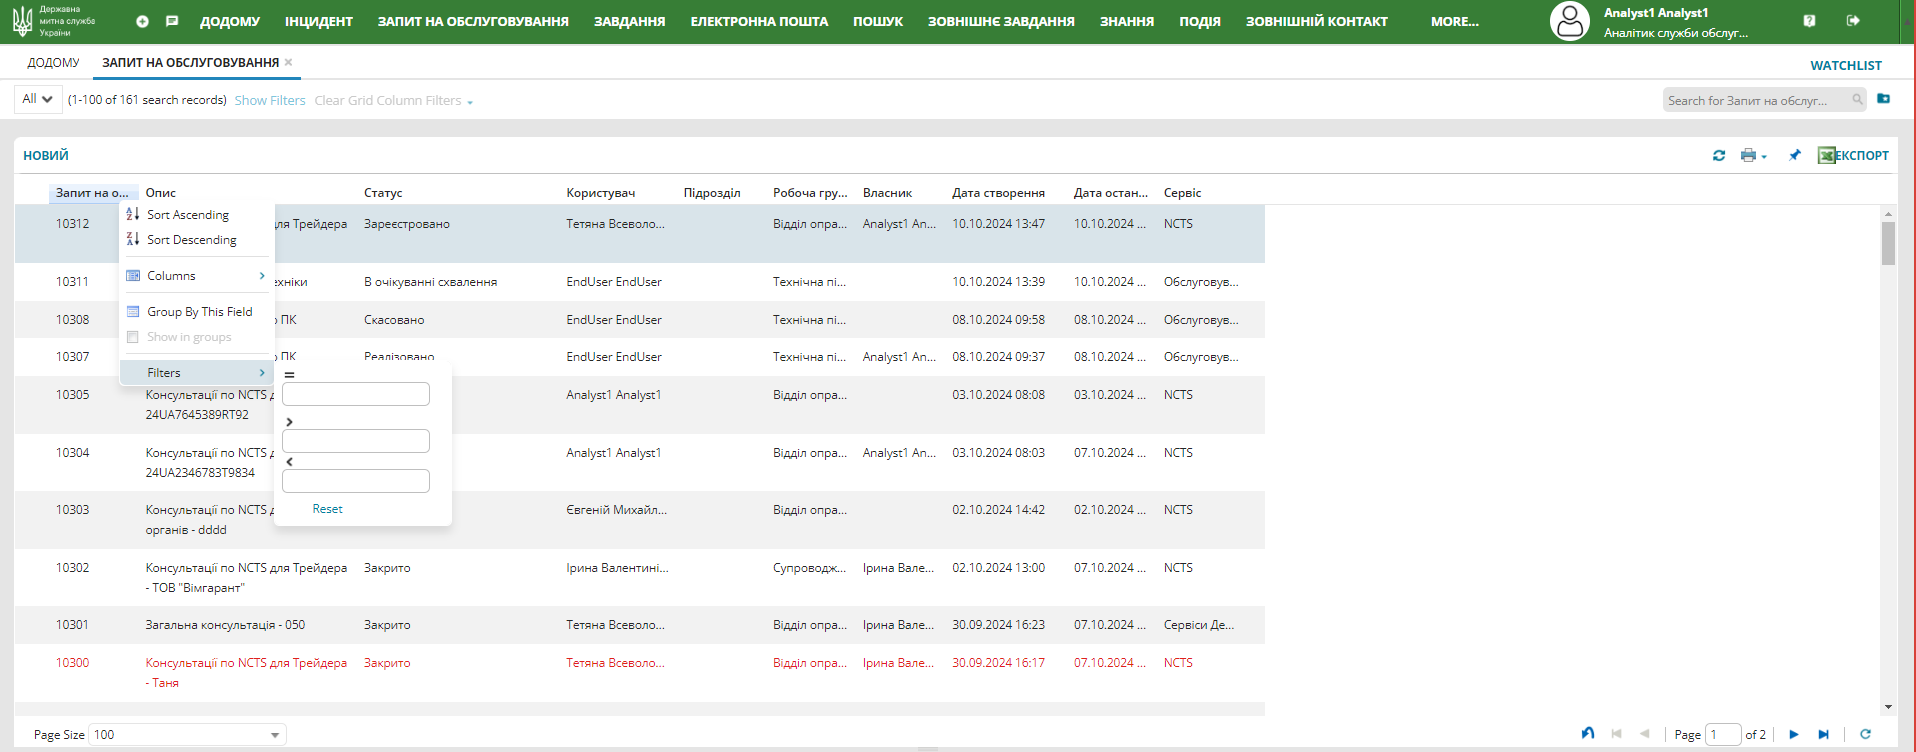 Державна
митна служба
України
ДОДОМУ ІНЦИДЕНТ ЗАПИТ НА ОБСЛУГОВУВАННЯ ЗАВДАННЯ ЕЛЕКТРОННА ПОШТА ПОШУК ЗОВНІШНЄ ЗАВДАННЯ ЗНАННЯ ПОДІЯ ЗОВНІШНІЙ КОНТАКТ MORE...
Analyst1 Analyst1
Аналітик служби обслуг...
ДОДОМУ ЗАПИТ НА ОБСЛУГОВУВАННЯ
WATCHLIST
All (1-100 of 161 search records) Show Filters Clear Grid Column Filters
Search for Запит на обслуг...
НОВИЙ
ЕКСПОРТ
Запит на о... Опис Статус Користувач Підрозділ Робоча гру... Власник Дата створення Дата остан... Сервіс
10312 для Трейдера Зареєстровано Тетяна Всеволо... Відділ опра... Analyst1 An... 10.10.2024 13:47 10.10.2024 ... NCTS
10311 ехніки В очікуванні схвалення EndUser EndUser Технічна пі... 10.10.2024 13:39 10.10.2024 ... Обслуговув...
10308 о ПК Скасовано EndUser EndUser Технічна пі... 08.10.2024 09:58 08.10.2024 ... Обслуговув...
10307 о ПК Реалізовано EndUser EndUser Технічна пі... Analyst1 An... 08.10.2024 09:37 08.10.2024 ... Обслуговув...
10305 Консультації по NCTS д Analyst1 Analyst1 Відділ опра... 03.10.2024 08:08 03.10.2024 ... NCTS
24UA7645389RT92
10304 Консультації по NCTS д Analyst1 Analyst1 Відділ опра... Analyst1 An... 03.10.2024 08:03 07.10.2024 ... NCTS
24UA2346783T9834
10303 Консультації по NCTS д Євгеній Михайл... Відділ опра... 02.10.2024 14:42 02.10.2024 ... NCTS
органів - dddd
10302 Консультації по NCTS для Трейдера Закрито Ірина Валентині... Супроводж... Ірина Вале... 02.10.2024 13:00 07.10.2024 ... NCTS
- ТОВ "Вімгарант"
10301 Загальна консультація - 050 Закрито Тетяна Всеволо... Відділ опра... Ірина Вале... 30.09.2024 16:23 07.10.2024 ... Сервіси Де...
10300 Консультації по NCTS для Трейдера Закрито Тетяна Всеволо... Відділ опра... Ірина Вале... 30.09.2024 16:17 07.10.2024 ... NCTS
- Таня
Sort Ascending
Sort Descending
Columns
Group By This Field
Show in groups
Filters
=
>
<
Reset
Page Size 100
Page 1 of 2